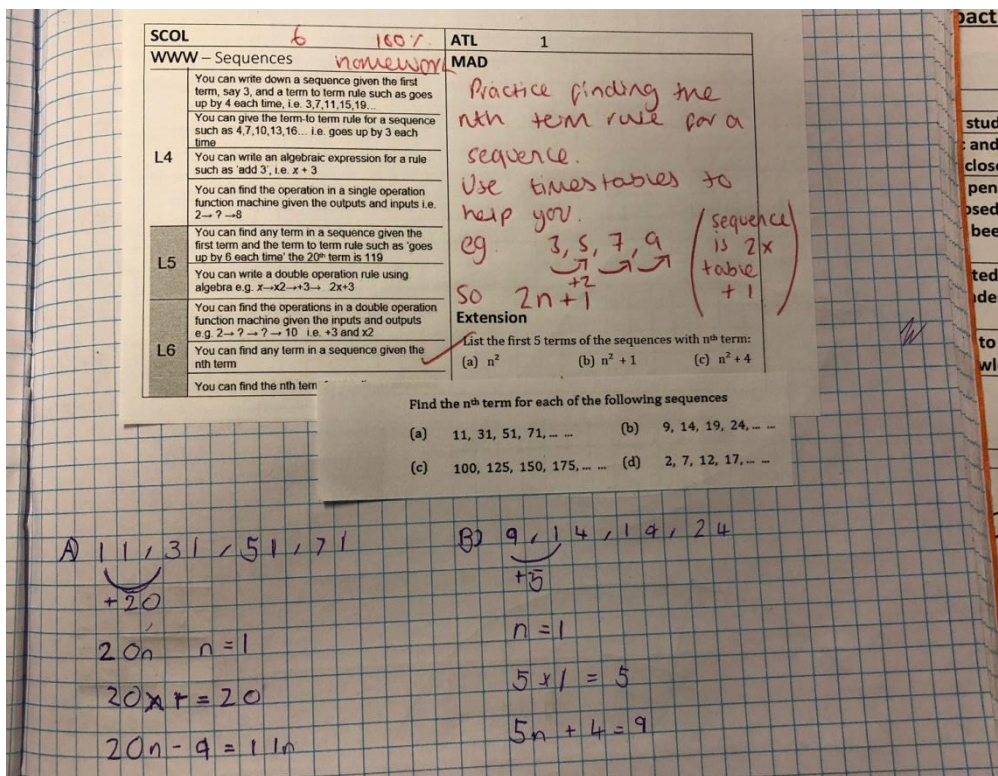 SCOL 6 100%
WWW – Sequences homework
You can write down a sequence given the first
term, say 3, and a term to term rule such as goes
up by 4 each time, i.e. 3,7,11,15,19...
You can give the term-to term rule for a sequence
such as 4,7,10,13,16... i.e. goes up by 3 each
time
L4
You can write an algebraic expression for a rule
such as 'add 3', i.e. x + 3
You can find the operation in a single operation
function machine given the outputs and inputs i.e.
2→ ? →8
You can find any term in a sequence given the
first term and the term to term rule such as 'goes
up by 6 each time' the 20th term is 119
L5
You can write a double operation rule using
algebra e.g. x→x2→+3→ 2x+3
You can find the operations in a double operation
function machine given the inputs and outputs
e.g. 2→ ? → ? → 10 i.e. +3 and x2
L6
You can find any term in a sequence given the
nth term
You can find the nth term
ATL 1
MAD
Practice finding the
nth term rule for a
sequence.
Use timestables to
help you.
eg. 3, 5, 7, 9
+2
(sequence
is 2x
table
+ 1)
So 2n + 1
Extension
List the first 5 terms of the sequences with nth term:
(a) n² (b) n² + 1 (c) n² + 4
Find the nth term for each of the following sequences
(a) 11, 31, 51, 71, ... ... (b) 9, 14, 19, 24, ... ...
(c) 100, 125, 150, 175, ... ... (d) 2, 7, 12, 17, ... ...
A) 11, 31, 51, 71
+20
20n n = 1
= 20
20n - 9 = 11n
B) 9, 14, 19, 24
+5
n = 1
5 x 1 = 5
5n + 4 = 9
pact
stud
and
close
pen
osed
bee
ted
ide
to
wl